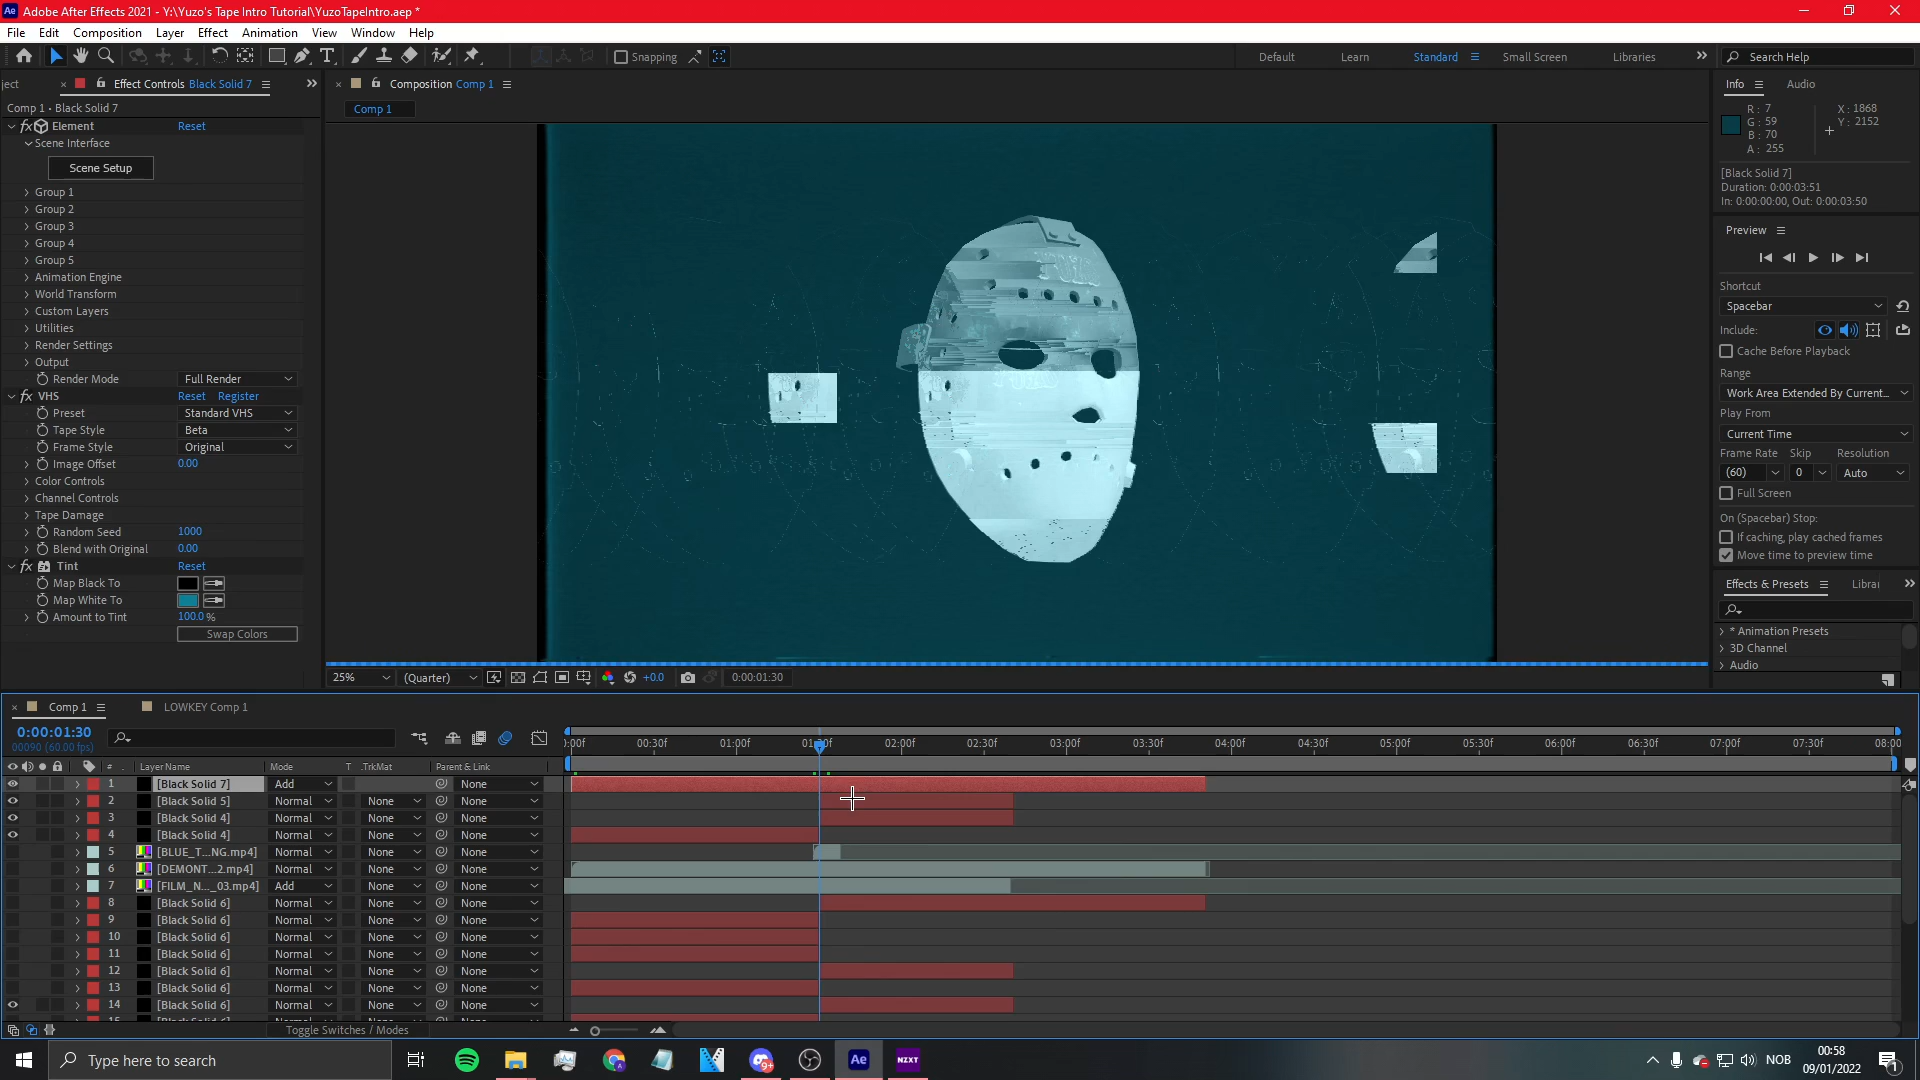 Adobe After Effects 2021 - Y:\Yuzo's Tape Intro Tutorial\YuzoTapeIntro.aep *
File Edit Composition Layer Effect Animation View Window Help
Snapping
Default Learn Standard Small Screen Libraries Search Help
ject Effect Controls Black Solid 7
Composition Comp 1
Info Audio
Comp 1 • Black Solid 7
Comp 1
R : 7
G : 59
B : 70
A : 255
X : 1868
Y : 2152
fx Element Reset
Scene Interface
Scene Setup
Group 1
Group 2
Group 3
Group 4
Group 5
Animation Engine
World Transform
Custom Layers
Utilities
Render Settings
Output
Render Mode Full Render
fx VHS Reset Register
Preset Standard VHS
Tape Style Beta
Frame Style Original
Image Offset 0.00
Color Controls
Channel Controls
Tape Damage
Random Seed 1000
Blend with Original 0.00
fx Tint Reset
Map Black To
Map White To
Amount to Tint 100.0 %
Swap Colors
[Black Solid 7]
Duration: 0:00:03:51
In: 0:00:00:00, Out: 0:00:03:50
Preview
Shortcut
Spacebar
Include:
Cache Before Playback
Range
Work Area Extended By Current...
Play From
Current Time
Frame Rate Skip Resolution
(60) 0 Auto
Full Screen
On (Spacebar) Stop:
If caching, play cached frames
Move time to preview time
Effects & Presets Librai
* Animation Presets
3D Channel
Audio
25% (Quarter) +0.0 0:00:01:30
Comp 1 LOWKEY Comp 1
0:00:01:30
00090 (60.00 fps)
00:30f 01:00f 02:00f 02:30f 03:00f 03:30f 04:00f 04:30f 05:00f 05:30f 06:00f 06:30f 07:00f 07:30f 08:00
# Layer Name Mode T .TrkMat Parent & Link
1 [Black Solid 7] Add None
2 [Black Solid 5] Normal None None
3 [Black Solid 4] Normal None None
4 [Black Solid 4] Normal None None
5 [BLUE_T...NG.mp4] Normal None None
6 [DEMONT...2.mp4] Normal None None
7 [FILM_N..._03.mp4] Add None None
8 [Black Solid 6] Normal None None
9 [Black Solid 6] Normal None None
10 [Black Solid 6] Normal None None
11 [Black Solid 6] Normal None None
12 [Black Solid 6] Normal None None
13 [Black Solid 6] Normal None None
14 [Black Solid 6] Normal None None
Toggle Switches / Modes
Type here to search
9+
Ae
NZXT
NOB
00:58
09/01/2022
1